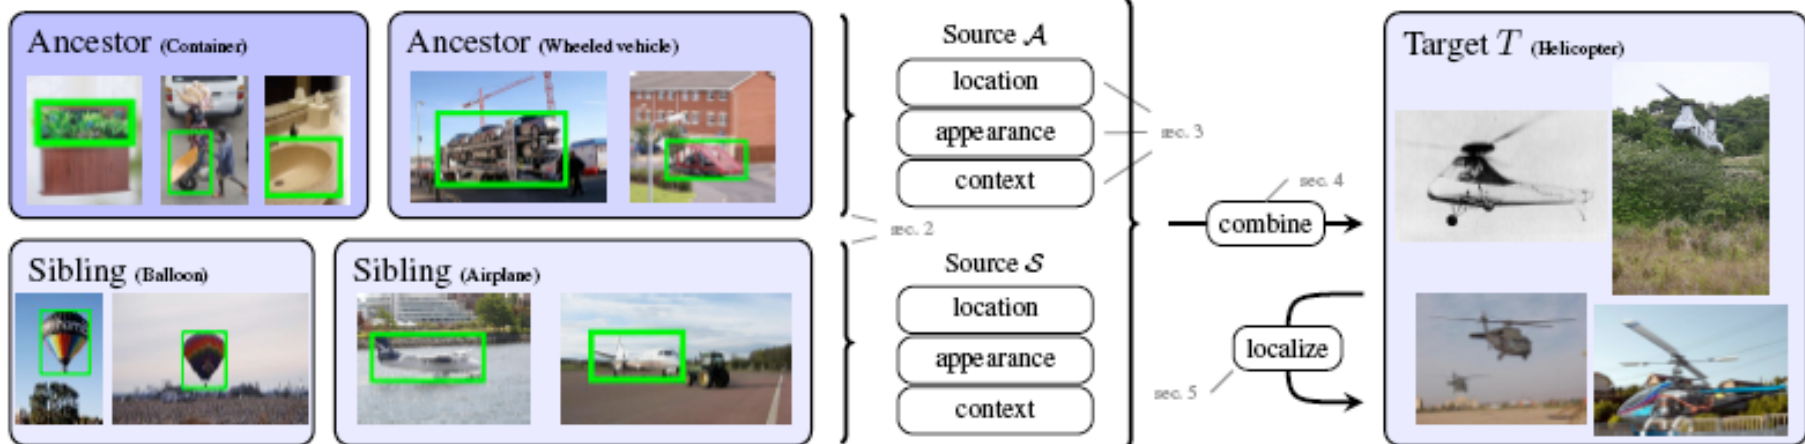 Ancestor (Container)
Ancestor (Wheeled vehicle)
Sibling (Balloon)
Sibling (Airplane)
sec. 2
Source A
location
appearance
context
sec. 3
Source S
location
appearance
context
sec. 4
combine
localize
sec. 5
Target T (Helicopter)